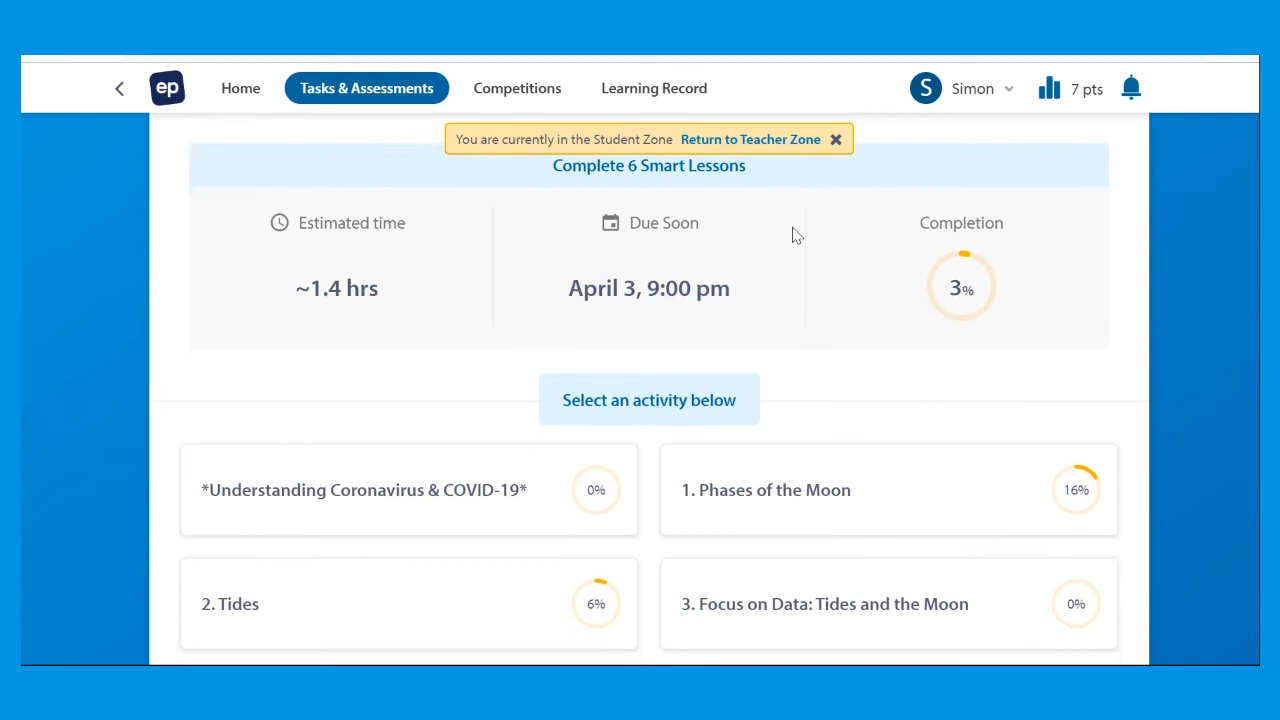 ep
Home
Tasks & Assessments
Competitions
Learning Record
S
Simon
7 pts
You are currently in the Student Zone Return to Teacher Zone
Complete 6 Smart Lessons
Estimated time
~1.4 hrs
Due Soon
April 3, 9:00 pm
Completion
3%
Select an activity below
*Understanding Coronavirus & COVID-19*
0%
1. Phases of the Moon
16%
2. Tides
6%
3. Focus on Data: Tides and the Moon
0%